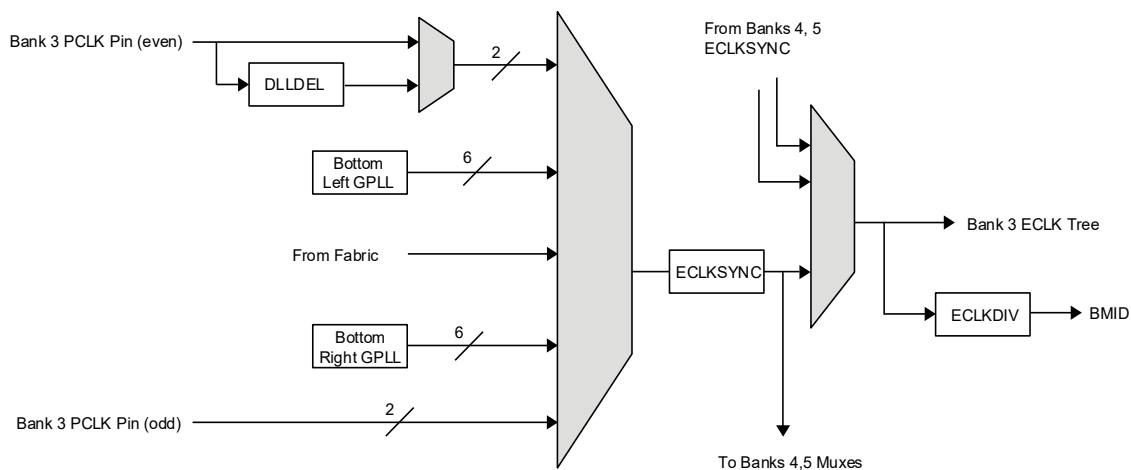 Bank 3 PCLK Pin (even)
DLLDEL
2
From Banks 4, 5
ECLKSYNC
Bottom
Left GPLL
6
From Fabric
ECLKSYNC
Bank 3 ECLK Tree
ECLKDIV
BMID
Bottom
Right GPLL
6
Bank 3 PCLK Pin (odd)
2
To Banks 4,5 Muxes